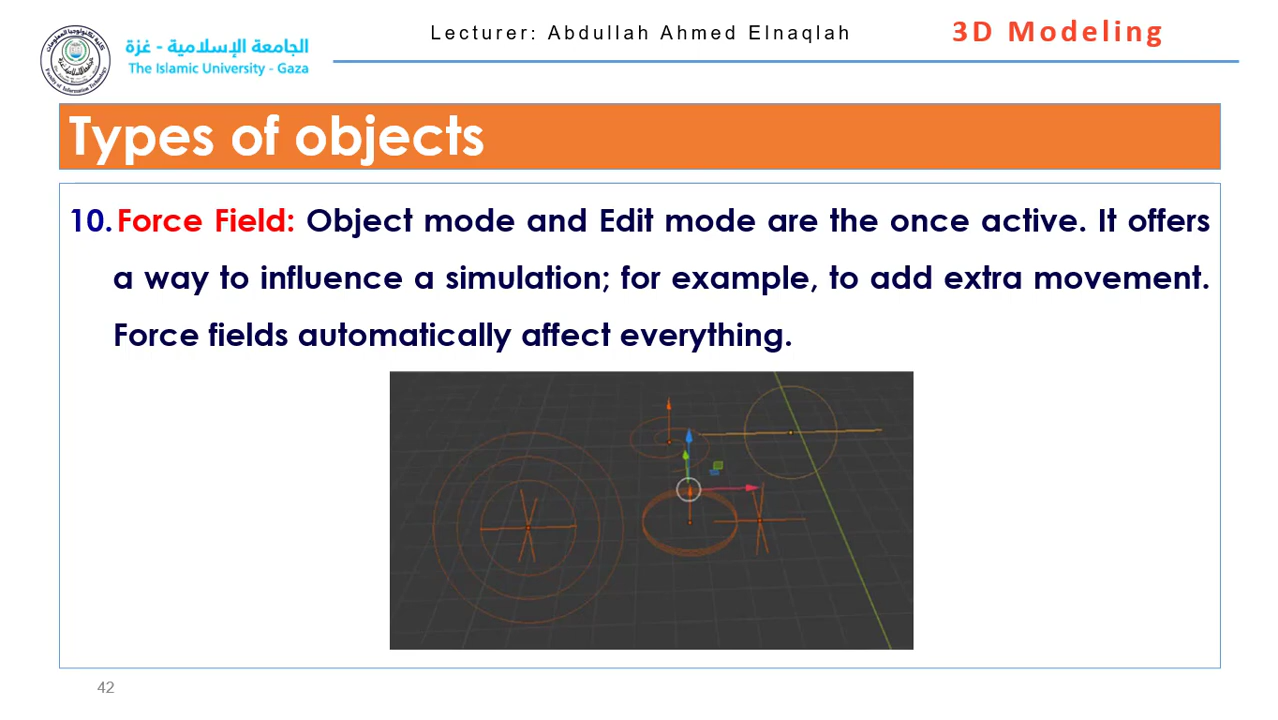 الجامعة الإسلامية - غزة
The Islamic University - Gaza
Lecturer: Abdullah Ahmed Elnaqlah
3D Modeling
Types of objects
10. Force Field: Object mode and Edit mode are the once active. It offers
a way to influence a simulation; for example, to add extra movement.
Force fields automatically affect everything.
42